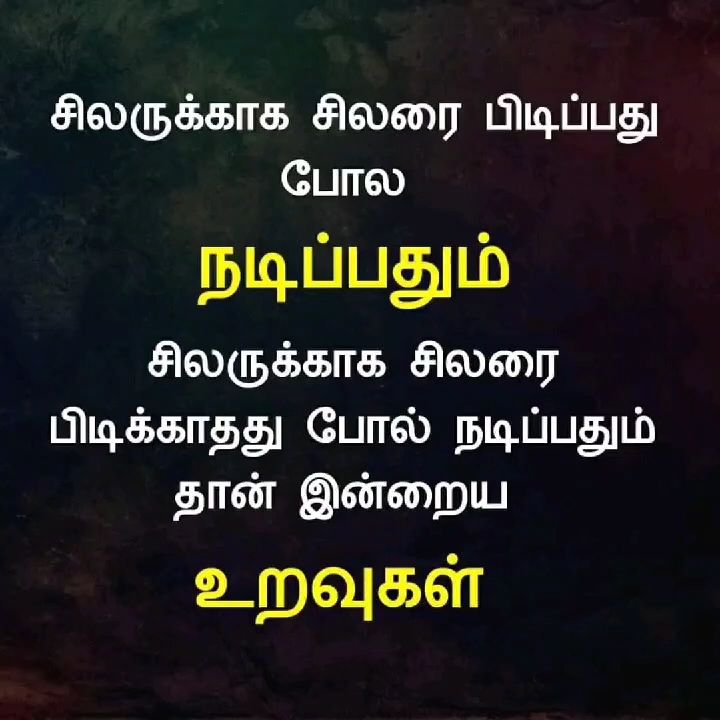 சிலருக்காக சிலரை பிடிப்பது
போல
நடிப்பதும்
சிலருக்காக சிலரை
பிடிக்காதது போல் நடிப்பதும்
தான் இன்றைய
உறவுகள்